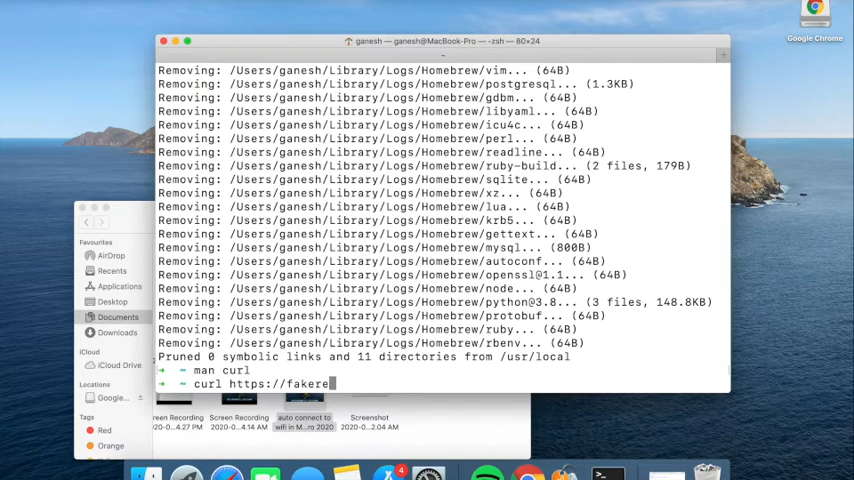 Google Chrome
ganesh — ganesh@MacBook-Pro — -zsh — 80×24
~
Removing: /Users/ganesh/Library/Logs/Homebrew/vim... (64B)
Removing: /Users/ganesh/Library/Logs/Homebrew/postgresql... (1.3KB)
Removing: /Users/ganesh/Library/Logs/Homebrew/gdbm... (64B)
Removing: /Users/ganesh/Library/Logs/Homebrew/libyaml... (64B)
Removing: /Users/ganesh/Library/Logs/Homebrew/icu4c... (64B)
Removing: /Users/ganesh/Library/Logs/Homebrew/perl... (64B)
Removing: /Users/ganesh/Library/Logs/Homebrew/readline... (64B)
Removing: /Users/ganesh/Library/Logs/Homebrew/ruby-build... (2 files, 179B)
Removing: /Users/ganesh/Library/Logs/Homebrew/sqlite... (64B)
Removing: /Users/ganesh/Library/Logs/Homebrew/xz... (64B)
Removing: /Users/ganesh/Library/Logs/Homebrew/lua... (64B)
Removing: /Users/ganesh/Library/Logs/Homebrew/krb5... (64B)
Removing: /Users/ganesh/Library/Logs/Homebrew/gettext... (64B)
Removing: /Users/ganesh/Library/Logs/Homebrew/mysql... (800B)
Removing: /Users/ganesh/Library/Logs/Homebrew/autoconf... (64B)
Removing: /Users/ganesh/Library/Logs/Homebrew/openssl@1.1... (64B)
Removing: /Users/ganesh/Library/Logs/Homebrew/node... (64B)
Removing: /Users/ganesh/Library/Logs/Homebrew/python@3.8... (3 files, 148.8KB)
Removing: /Users/ganesh/Library/Logs/Homebrew/protobuf... (64B)
Removing: /Users/ganesh/Library/Logs/Homebrew/ruby... (64B)
Removing: /Users/ganesh/Library/Logs/Homebrew/rbenv... (64B)
Pruned 0 symbolic links and 11 directories from /usr/local
➜ ~ man curl
➜ ~ curl https://fakere
Favourites
AirDrop
Recents
Applications
Desktop
Documents
Downloads
iCloud
iCloud Drive
Locations
Google...
Tags
Red
Orange
Screen Recording
2020-0...4.27 PM
Screen Recording
2020-0...4.14 AM
auto connect to
wifi in M...ro 2020
Screenshot
2020-0...2.04 AM
4